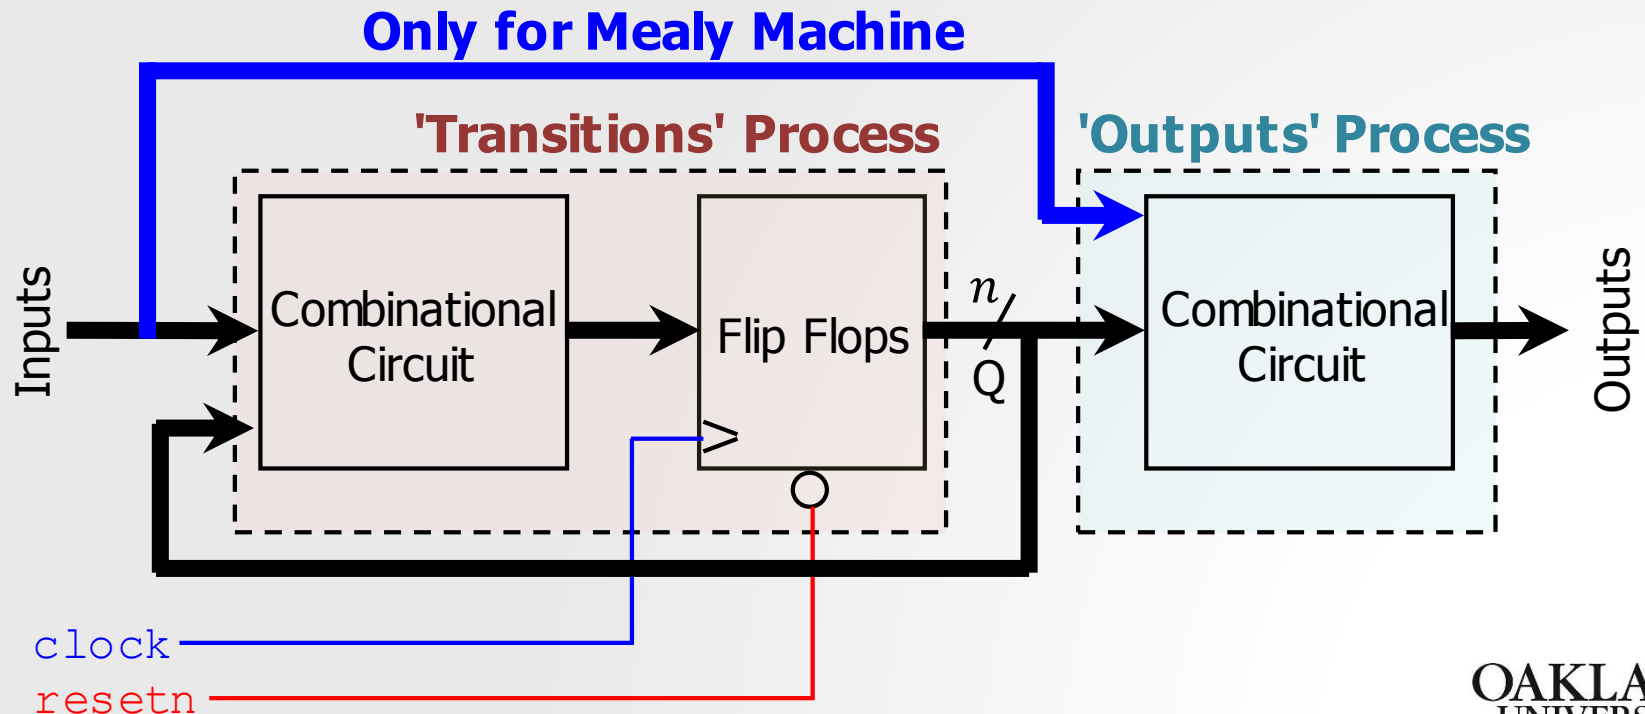 Only for Mealy Machine
'Transitions' Process
'Outputs' Process
Inputs
Combinational
Circuit
Flip Flops
n
Q
Combinational
Circuit
Outputs
clock
resetn
OAKLA
UNIVERS